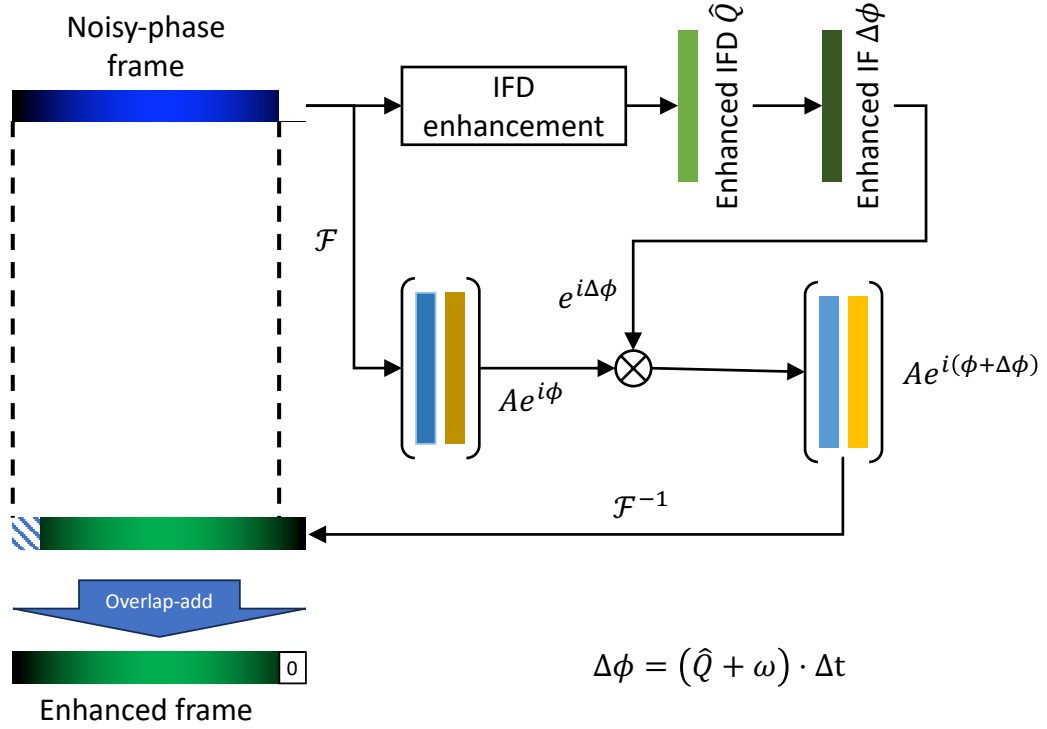 Noisy-phase
frame
IFD
enhancement
Enhanced IFD Q̂
Enhanced IF Δϕ
ℱ
e^{iΔϕ}
Ae^{iϕ}
Ae^{i(ϕ+Δϕ)}
ℱ^{-1}
Overlap-add
0
Enhanced frame
Δϕ = (Q̂ + ω) · Δt